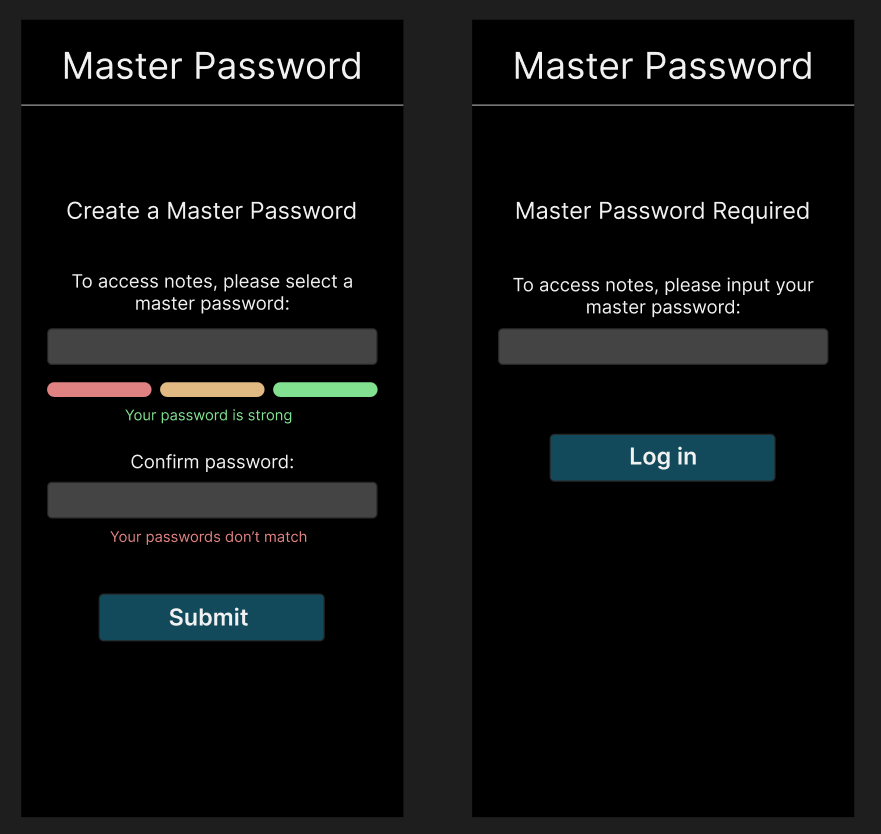 Master Password
Create a Master Password
To access notes, please select a
master password:
Your password is strong
Confirm password:
Your passwords don’t match
Submit
Master Password
Master Password Required
To access notes, please input your
master password:
Log in